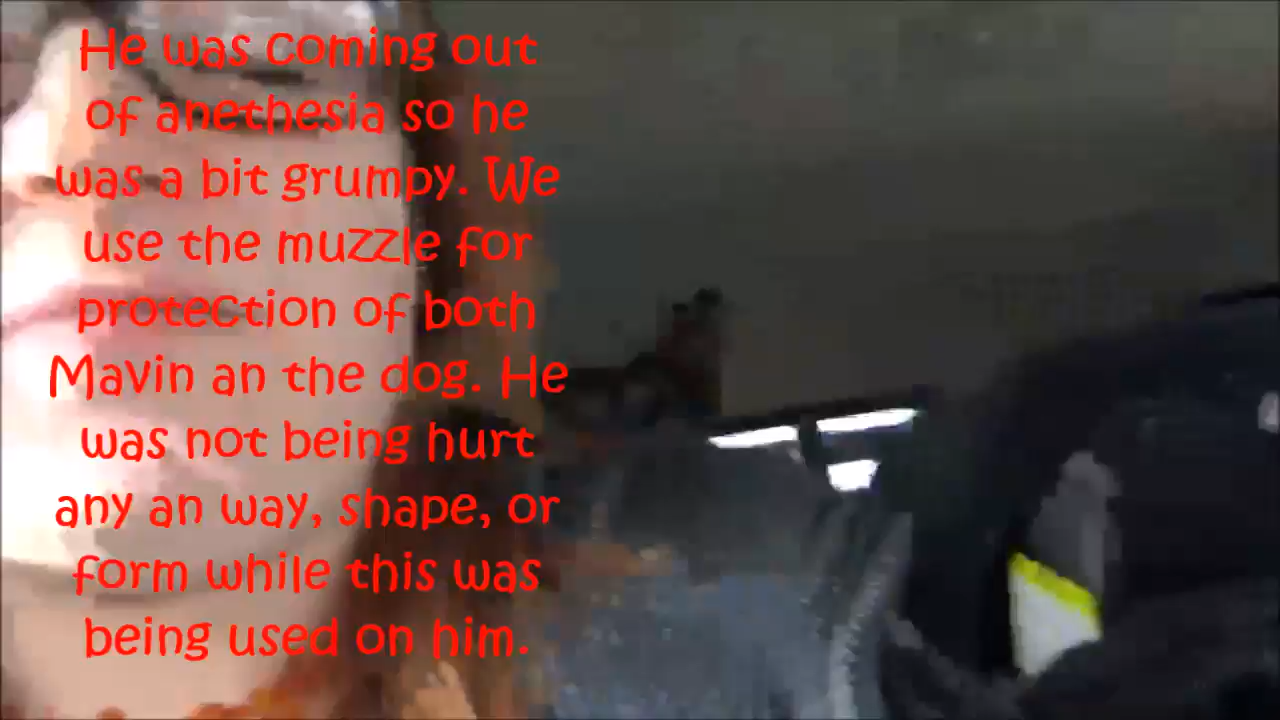 He was coming out
of anethesia so he
was a bit grumpy. We
use the muzzle for
protection of both
Mavin an the dog. He
was not being hurt
any an way, shape, or
form while this was
being used on him.